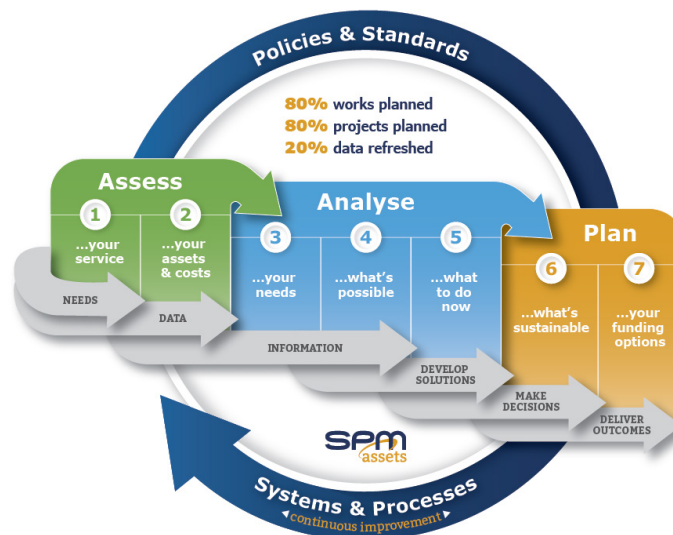 Policies & Standards
80% works planned
80% projects planned
20% data refreshed
Assess
1
...your
service
2
...your
assets
& costs
Analyse
3
...your
needs
4
...what's
possible
5
...what
to do
now
Plan
6
...what's
sustainable
7
...your
funding
options
NEEDS
DATA
INFORMATION
DEVELOP
SOLUTIONS
MAKE
DECISIONS
DELIVER
OUTCOMES
SPM
assets
Systems & Processes
continuous improvement